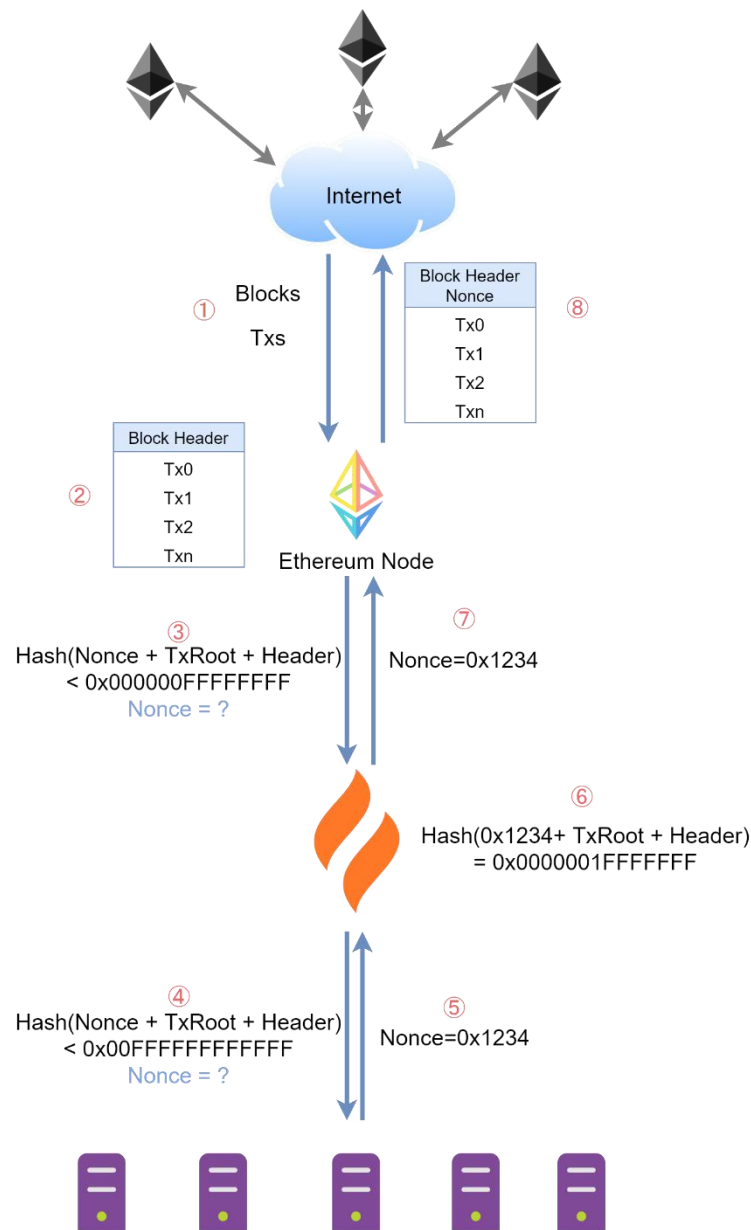 Internet
①
Blocks
Txs
Block Header
Nonce
Tx0
Tx1
Tx2
Txn
⑧
②
Block Header
Tx0
Tx1
Tx2
Txn
Ethereum Node
③
Hash(Nonce + TxRoot + Header)
< 0x000000FFFFFFFF
Nonce = ?
⑦
Nonce=0x1234
⑥
Hash(0x1234+ TxRoot + Header)
= 0x0000001FFFFFFF
④
Hash(Nonce + TxRoot + Header)
< 0x00FFFFFFFFFFFF
Nonce = ?
⑤
Nonce=0x1234